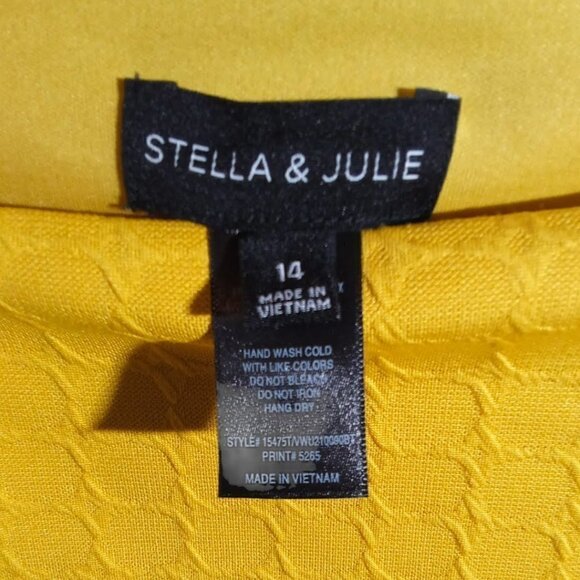 STELLA & JULIE
14
MADE IN
VIETNAM
HAND WASH COLD
WITH LIKE COLORS
DO NOT BLEACH
DO NOT IRON
HANG DRY
STYLE#
PRINT# 5265
MADE IN VIETNAM